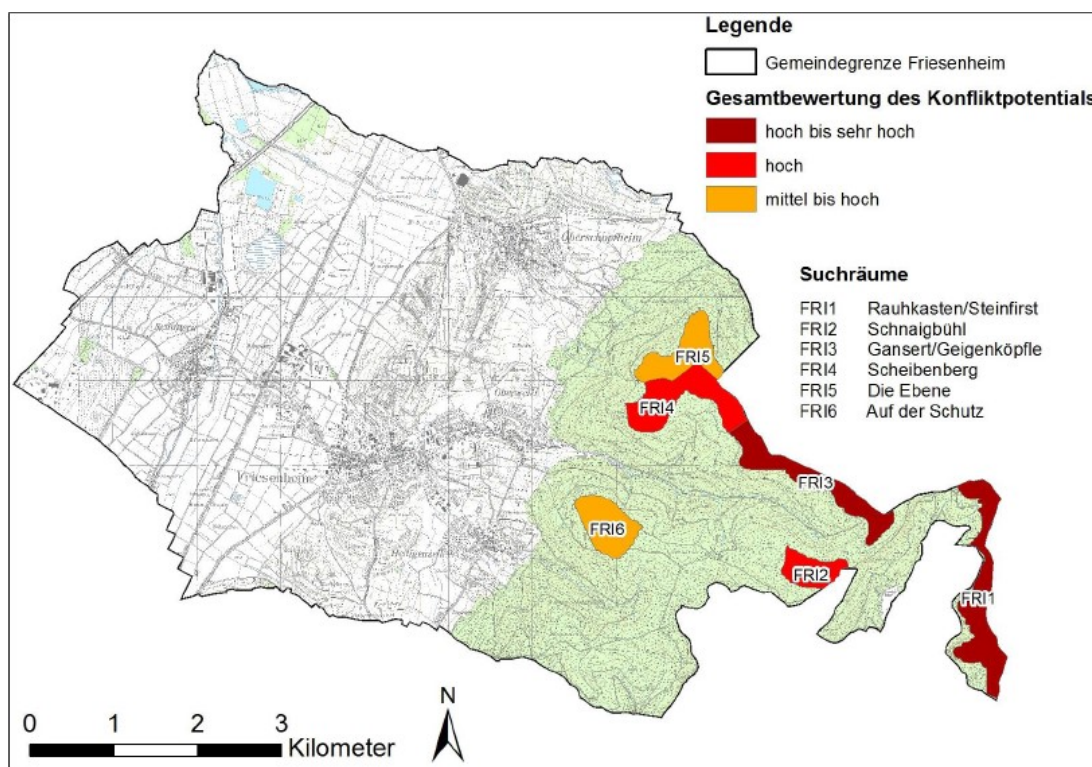 Legende
Gemeindegrenze Friesenheim
Gesamtbewertung des Konfliktpotentials
hoch bis sehr hoch
hoch
mittel bis hoch
Suchräume
FRI1 Rauhkasten/Steinfirst
FRI2 Schnaigbühl
FRI3 Gansert/Geigenköpfle
FRI4 Scheibenberg
FRI5 Die Ebene
FRI6 Auf der Schutz
Oberschopfheim
FRI5
FRI4
Oberweier
Friesenheim
FRI3
FRI6
Heiligenzell
FRI2
FRI1
N
0 1 2 3
Kilometer